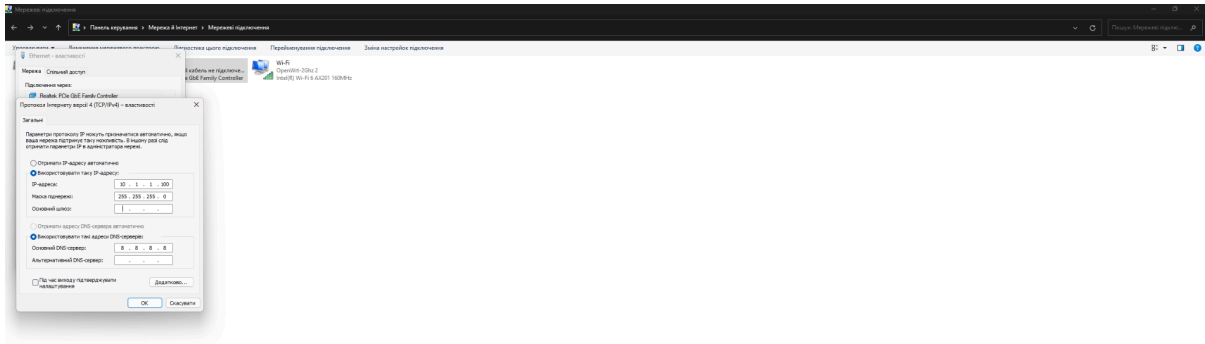 Мережеві підключення
Панель керування > Мережа й Інтернет > Мережеві підключення
Пошук: Мережеві підклю...
Діагностика цього підключення
Перейменування підключення
Зміна настройок підключення
Ethernet - властивості
Мережа
Спільний доступ
Підключення через:
Realtek PCIe GbE Family Controller
й кабель не підключе...
GbE Family Controller
Wi-Fi
OpenWrt-2Ghz 2
Intel(R) Wi-Fi 6 AX201 160MHz
Протокол Інтернету версії 4 (TCP/IPv4) – властивості
Загальні
Параметри протоколу IP можуть призначатися автоматично, якщо
ваша мережа підтримує таку можливість. В іншому разі слід
отримати параметри IP в адміністратора мережі.
Отримати IP-адресу автоматично
Використовувати таку IP-адресу:
IP-адреса: 10 . 1 . 1 . 100
Маска підмережі: 255 . 255 . 255 . 0
Основний шлюз: . . .
Отримати адресу DNS-сервера автоматично
Використовувати такі адреси DNS-серверів:
Основний DNS-сервер: 8 . 8 . 8 . 8
Альтернативний DNS-сервер: . . .
Під час виходу підтверджувати
налаштування
Додатково...
ОК
Скасувати